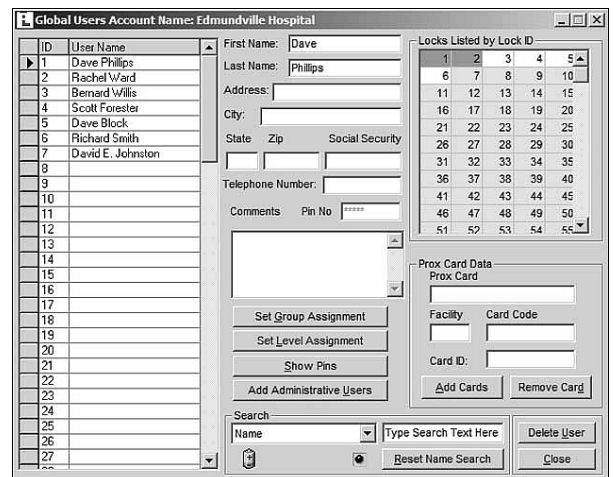 Global Users Account Name: Edmundville Hospital
ID User Name
1 Dave Phillips
2 Rachel Ward
3 Bernard Willis
4 Scott Forester
5 Dave Block
6 Richard Smith
7 David E. Johnston
8
9
10
11
12
13
14
15
16
17
18
19
20
21
22
23
24
25
26
27
First Name: Dave
Last Name: Phillips
Address:
City:
State Zip Social Security
Telephone Number:
Comments Pin No *****
Set Group Assignment
Set Level Assignment
Show Pins
Add Administrative Users
Locks Listed by Lock ID
1 2 3 4 5
6 7 8 9 10
11 12 13 14 15
16 17 18 19 20
21 22 23 24 25
26 27 28 29 30
31 32 33 34 35
36 37 38 39 40
41 42 43 44 45
46 47 48 49 50
51 52 53 54 55
Prox Card Data
Prox Card
Facility Card Code
Card ID:
Add Cards Remove Card
Search
Name Type Search Text Here
Reset Name Search
Delete User
Close